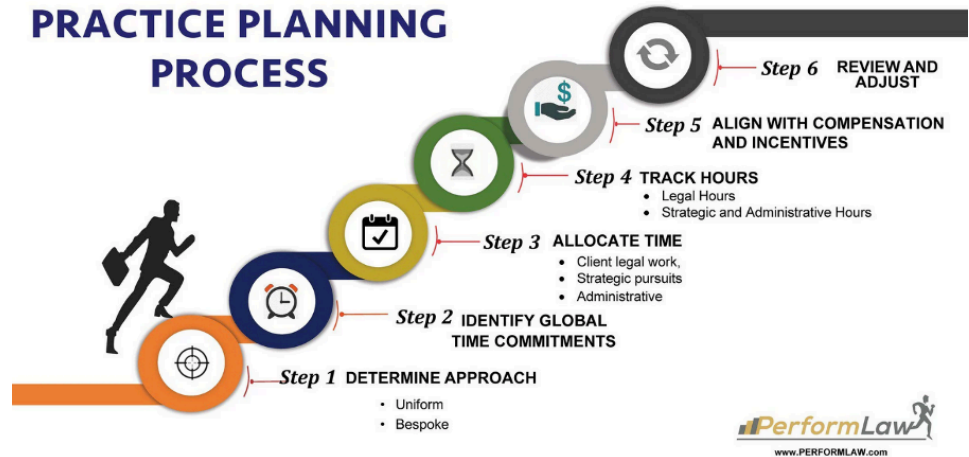 PRACTICE PLANNING
PROCESS
Step 1 DETERMINE APPROACH
• Uniform
• Bespoke
Step 2 IDENTIFY GLOBAL
TIME COMMITMENTS
Step 3 ALLOCATE TIME
• Client legal work,
• Strategic pursuits
• Administrative
Step 4 TRACK HOURS
• Legal Hours
• Strategic and Administrative Hours
Step 5 ALIGN WITH COMPENSATION
AND INCENTIVES
$
Step 6 REVIEW AND
ADJUST
PerformLaw
www.PERFORMLAW.com